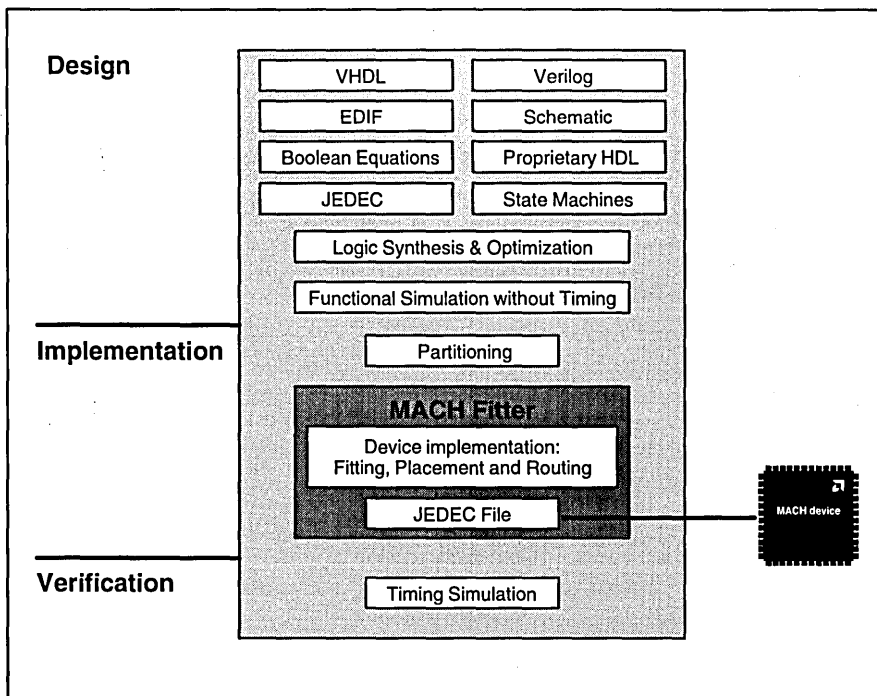 Design
VHDL
Verilog
EDIF
Schematic
Boolean Equations
Proprietary HDL
JEDEC
State Machines
Logic Synthesis & Optimization
Functional Simulation without Timing
Implementation
Partitioning
MACH Fitter
Device implementation:
Fitting, Placement and Routing
JEDEC File
MACH device
Verification
Timing Simulation